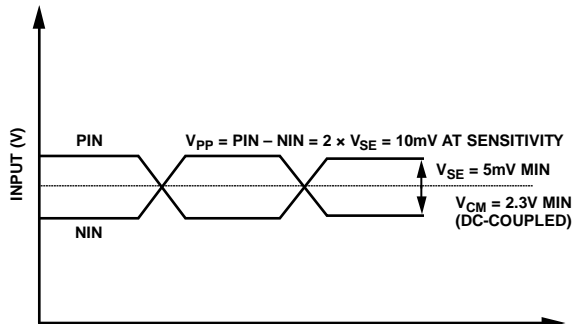 INPUT (V)
PIN
V_PP = PIN – NIN = 2 × V_SE = 10mV AT SENSITIVITY
V_SE = 5mV MIN
V_CM = 2.3V MIN
(DC-COUPLED)
NIN